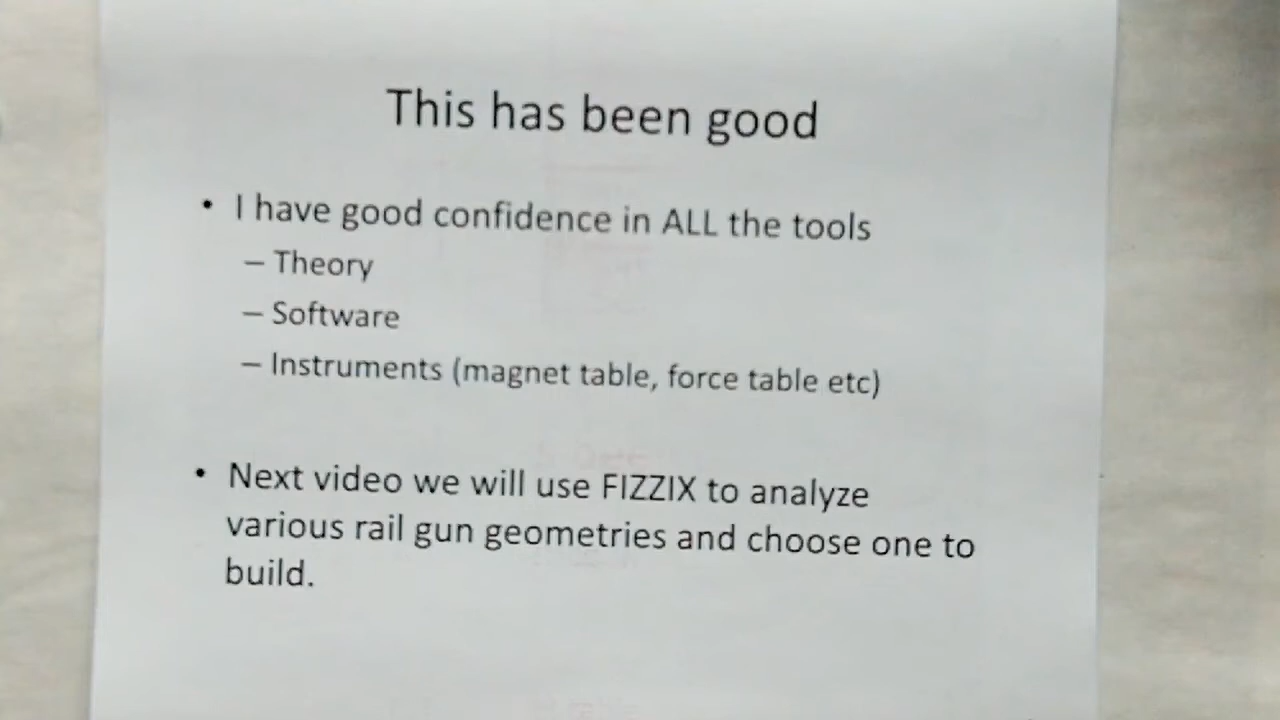 This has been good
• I have good confidence in ALL the tools
– Theory
– Software
– Instruments (magnet table, force table etc)
• Next video we will use FIZZIX to analyze
various rail gun geometries and choose one to
build.